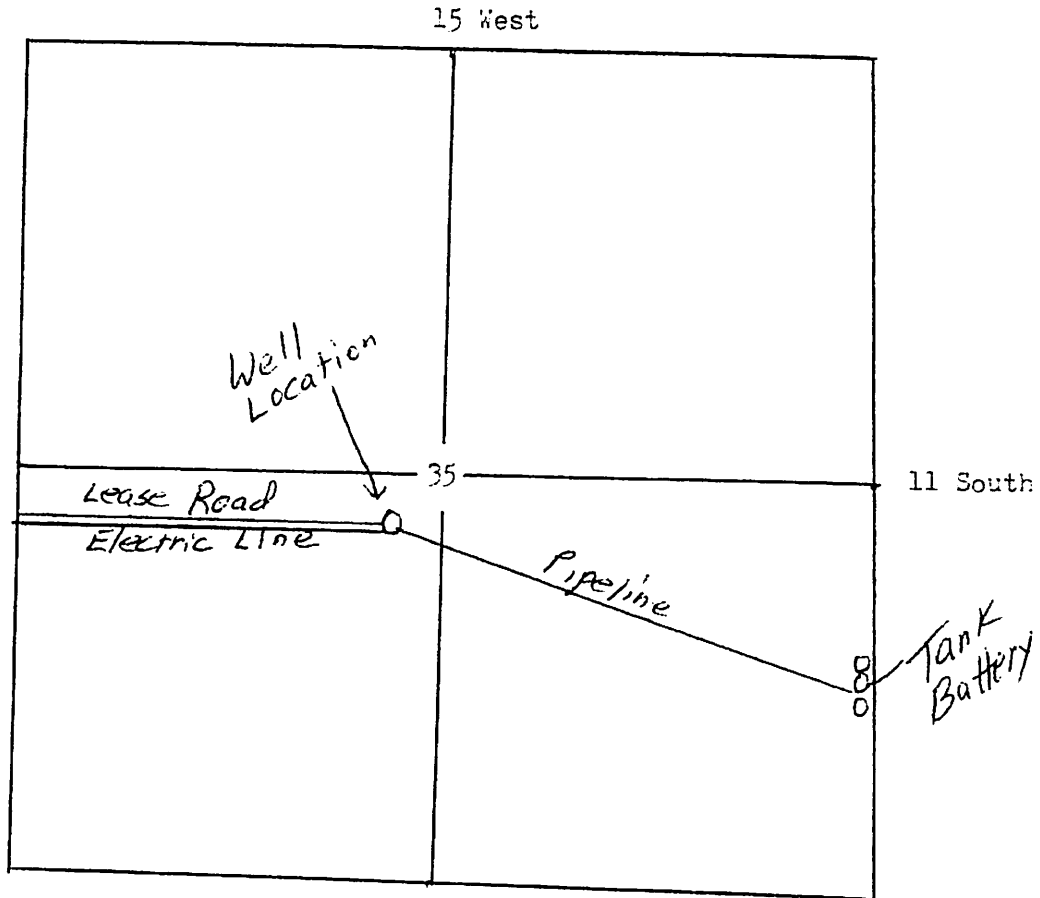 15 West
Well
Location
35
11 South
Lease Road
Electric Line
Pipeline
Tank
Battery